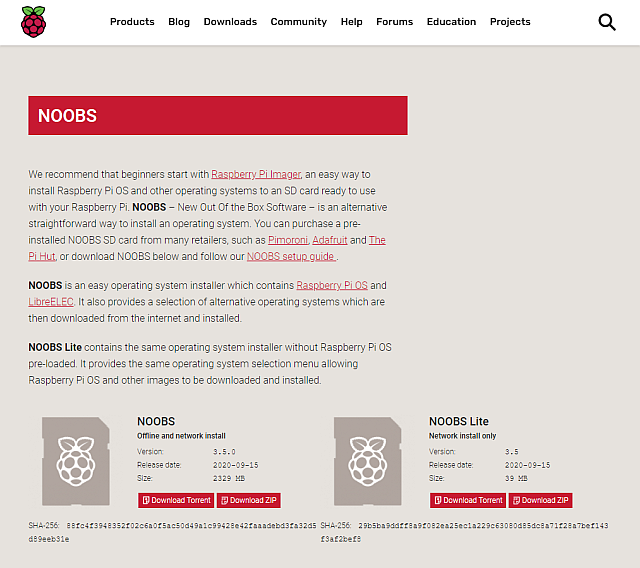 Products Blog Downloads Community Help Forums Education Projects
NOOBS
We recommend that beginners start with Raspberry Pi Imager, an easy way to
install Raspberry Pi OS and other operating systems to an SD card ready to use
with your Raspberry Pi. NOOBS – New Out Of the Box Software – is an alternative
straightforward way to install an operating system. You can purchase a pre-
installed NOOBS SD card from many retailers, such as Pimoroni, Adafruit and The
Pi Hut, or download NOOBS below and follow our NOOBS setup guide .
NOOBS is an easy operating system installer which contains Raspberry Pi OS and
LibreELEC. It also provides a selection of alternative operating systems which are
then downloaded from the internet and installed.
NOOBS Lite contains the same operating system installer without Raspberry Pi OS
pre-loaded. It provides the same operating system selection menu allowing
Raspberry Pi OS and other images to be downloaded and installed.
NOOBS
Offline and network install
Version: 3.5.0
Release date: 2020-09-15
Size: 2329 MB
Download Torrent Download ZIP
SHA-256: 88fc4f3948352f02c6a0f5ac50d49a1c99428e42faaadebd3fa32d5
d89eeb31e
NOOBS Lite
Network install only
Version: 3.5
Release date: 2020-09-15
Size: 39 MB
Download Torrent Download ZIP
SHA-256: 29b5ba9ddff8a9f082ea25ec1a229c63080d85dc8a71f28a7bef143
f3af2bef8